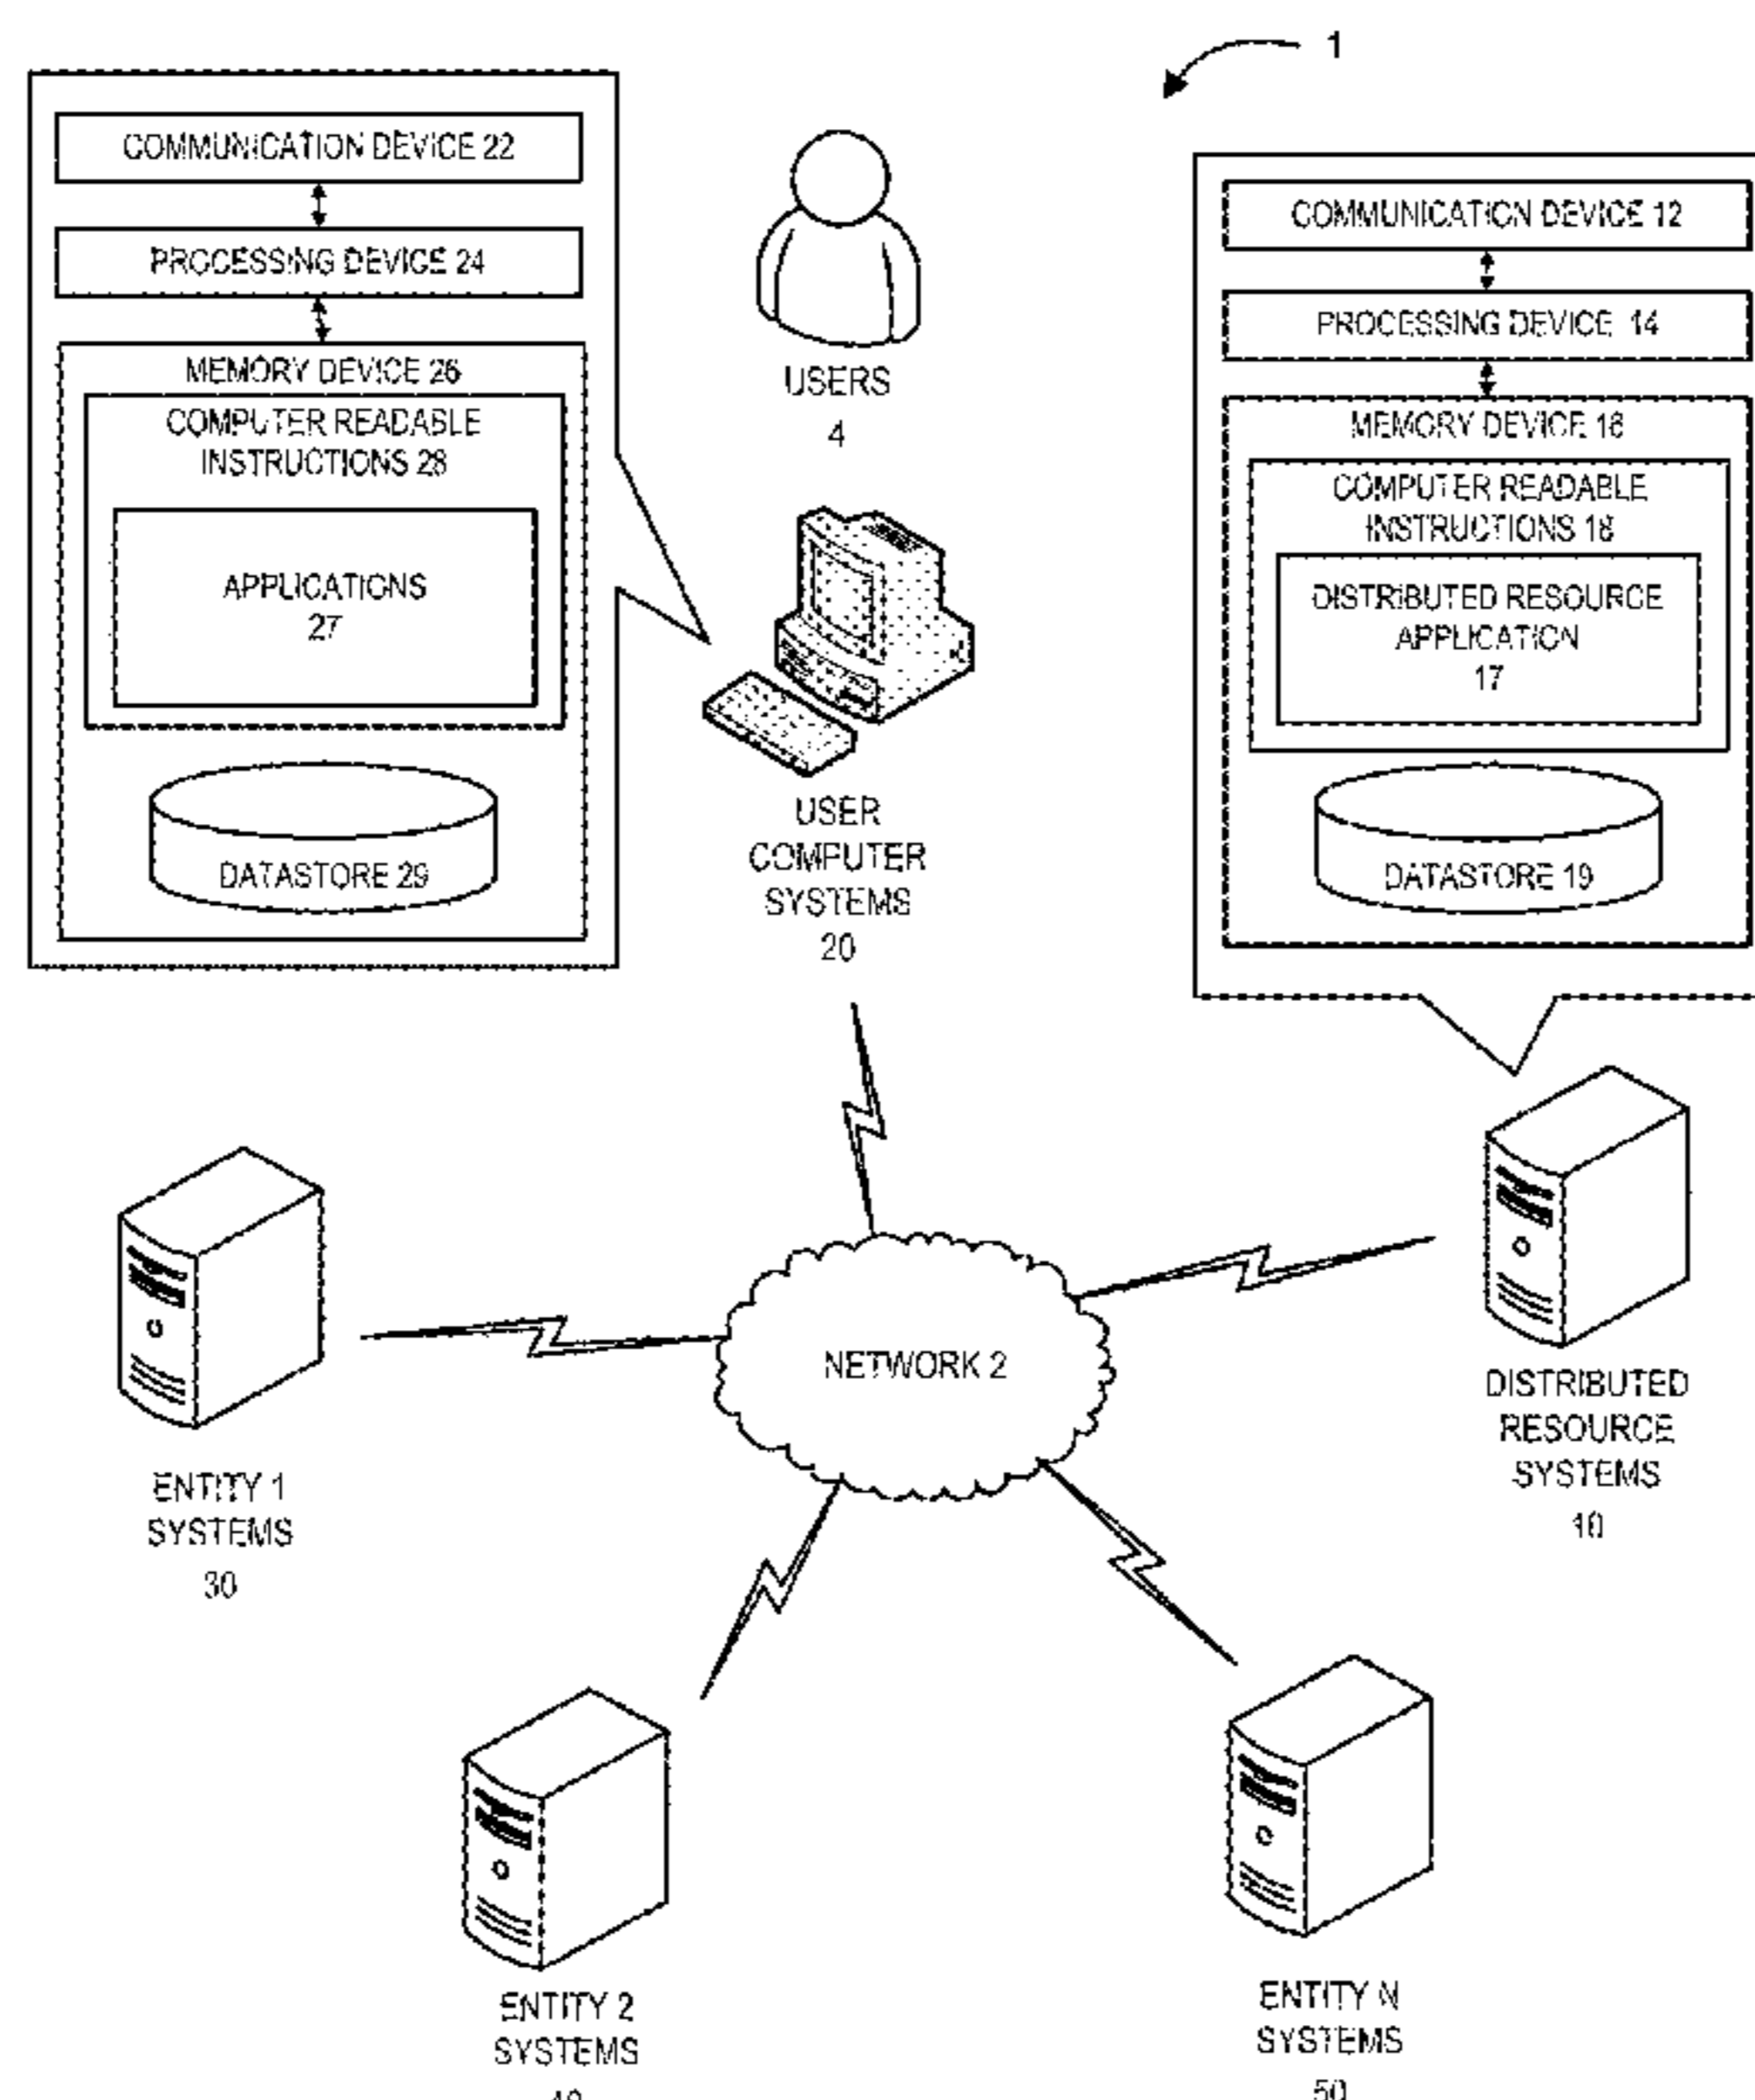 1
COMMUNICATION DEVICE 22
PROCESSING DEVICE 24
MEMORY DEVICE 26
COMPUTER READABLE
INSTRUCTIONS 28
APPLICATIONS
27
DATASTORE 29
USERS
4
USER
COMPUTER
SYSTEMS
20
COMMUNICATION DEVICE 12
PROCESSING DEVICE 14
MEMORY DEVICE 16
COMPUTER READABLE
INSTRUCTIONS 18
DISTRIBUTED RESOURCE
APPLICATION
17
DATASTORE 19
NETWORK 2
DISTRIBUTED
RESOURCE
SYSTEMS
10
ENTITY 1
SYSTEMS
30
ENTITY 2
SYSTEMS
ENTITY N
SYSTEMS
50